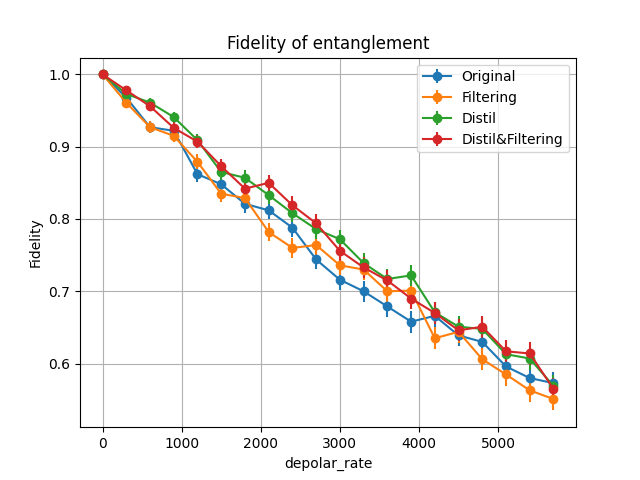 Fidelity of entanglement
Original
Filtering
Distil
Distil&Filtering
1.0
0.9
0.8
0.7
0.6
Fidelity
0
1000
2000
3000
4000
5000
depolar_rate